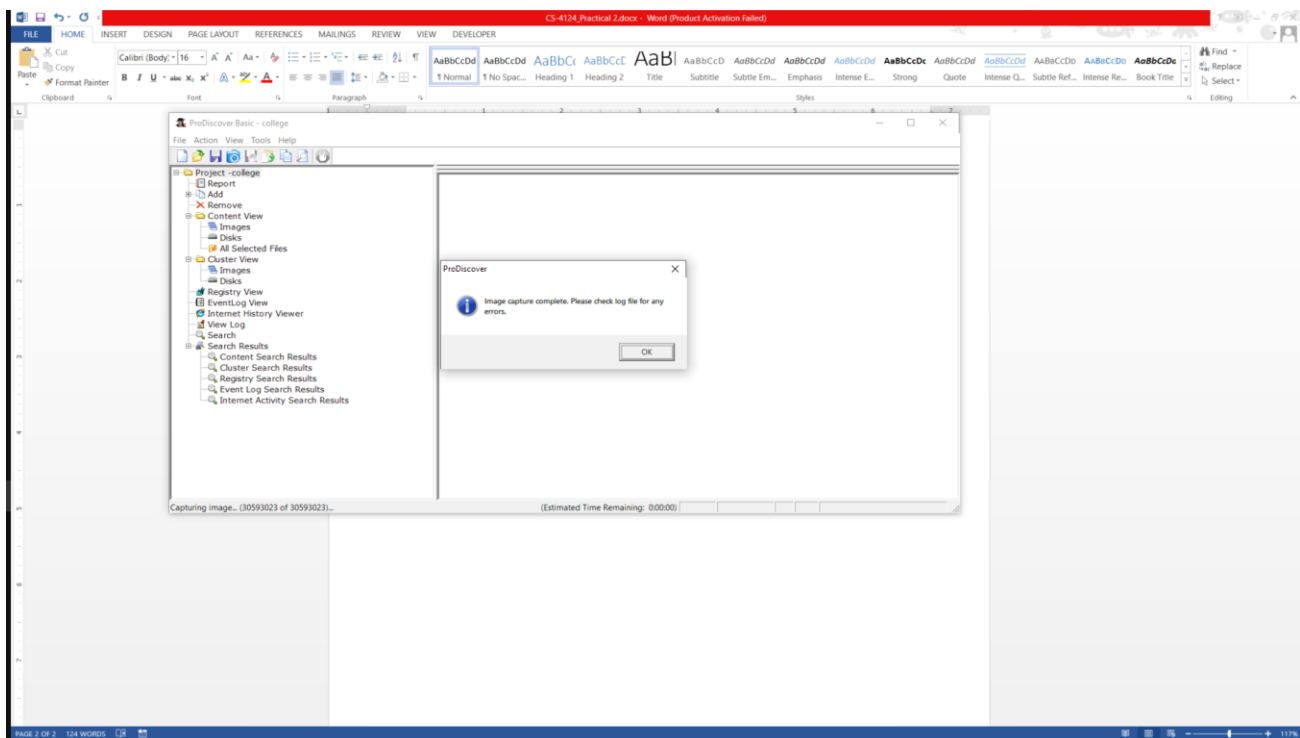 CS-4124_Practical 2.docx - Word (Product Activation Failed)
FILE HOME INSERT DESIGN PAGE LAYOUT REFERENCES MAILINGS REVIEW VIEW DEVELOPER
Cut
Copy
Format Painter
Paste
Calibri (Body) 16
AaBbCcDd AaBbCcDd AaBbCc AaBbCcC AaB AaBbCcD AaBbCcDd AaBbCcDd AaBbCcDd AaBbCcDc AaBbCcDd AaBbCcDd AaBbCcDd AaBbCcDd AaBbCcDc
¶ Normal ¶ No Spac... Heading 1 Heading 2 Title Subtitle Subtle Em... Emphasis Intense E... Strong Quote Intense Q... Subtle Ref... Intense Re... Book Title
Find
Replace
Select
Clipboard Font Paragraph Styles Editing
ProDiscover Basic - college
File Action View Tools Help
Project -college
Report
Add
Remove
Content View
Images
Disks
All Selected Files
Cluster View
Images
Disks
Registry View
EventLog View
Internet History Viewer
View Log
Search
Search Results
Content Search Results
Cluster Search Results
Registry Search Results
Event Log Search Results
Internet Activity Search Results
ProDiscover
Image capture complete. Please check log file for any
errors.
OK
Capturing image... (30593023 of 30593023)... (Estimated Time Remaining: 0:00:00)
PAGE 2 OF 2 124 WORDS 117%